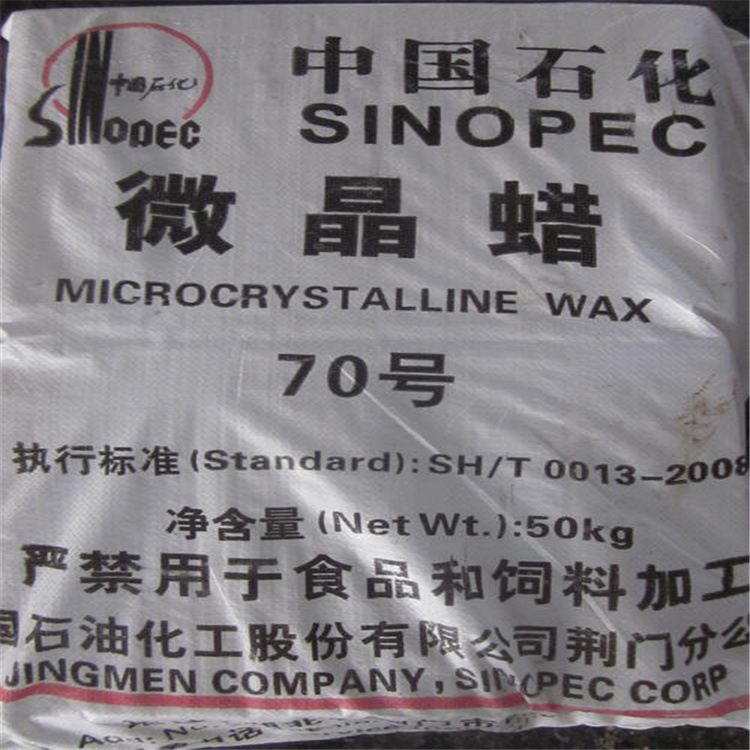 中国石化
SINOPEC
中国石化
SINOPEC
微晶蜡
MICROCRYSTALLINE WAX
70号
执行标准(Standard):SH/T 0013-2008
净含量(Net Wt.):50kg
严禁用于食品和饲料加工
国石油化工股份有限公司荆门分公
JINGMEN COMPANY, SINOPEC CORP